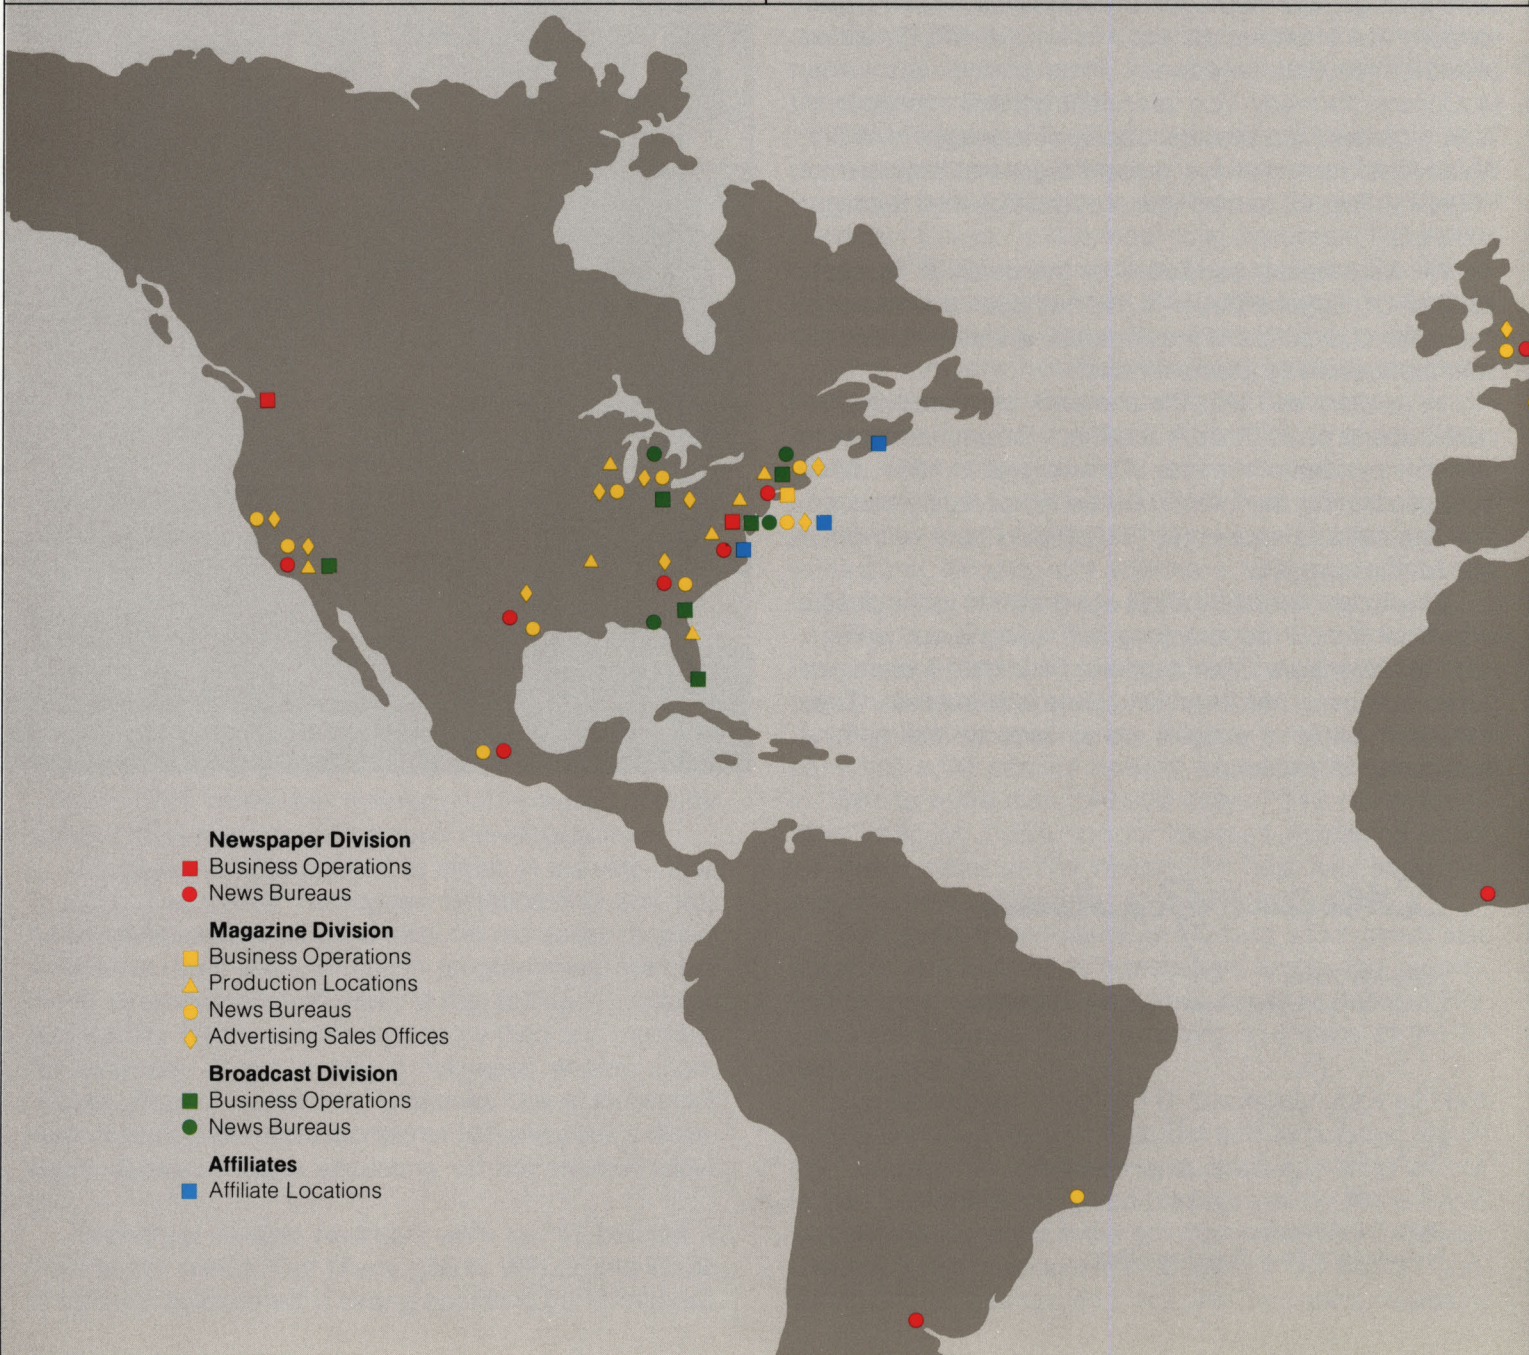 Newspaper Division
Business Operations
News Bureaus
Magazine Division
Business Operations
Production Locations
News Bureaus
Advertising Sales Offices
Broadcast Division
Business Operations
News Bureaus
Affiliates
Affiliate Locations